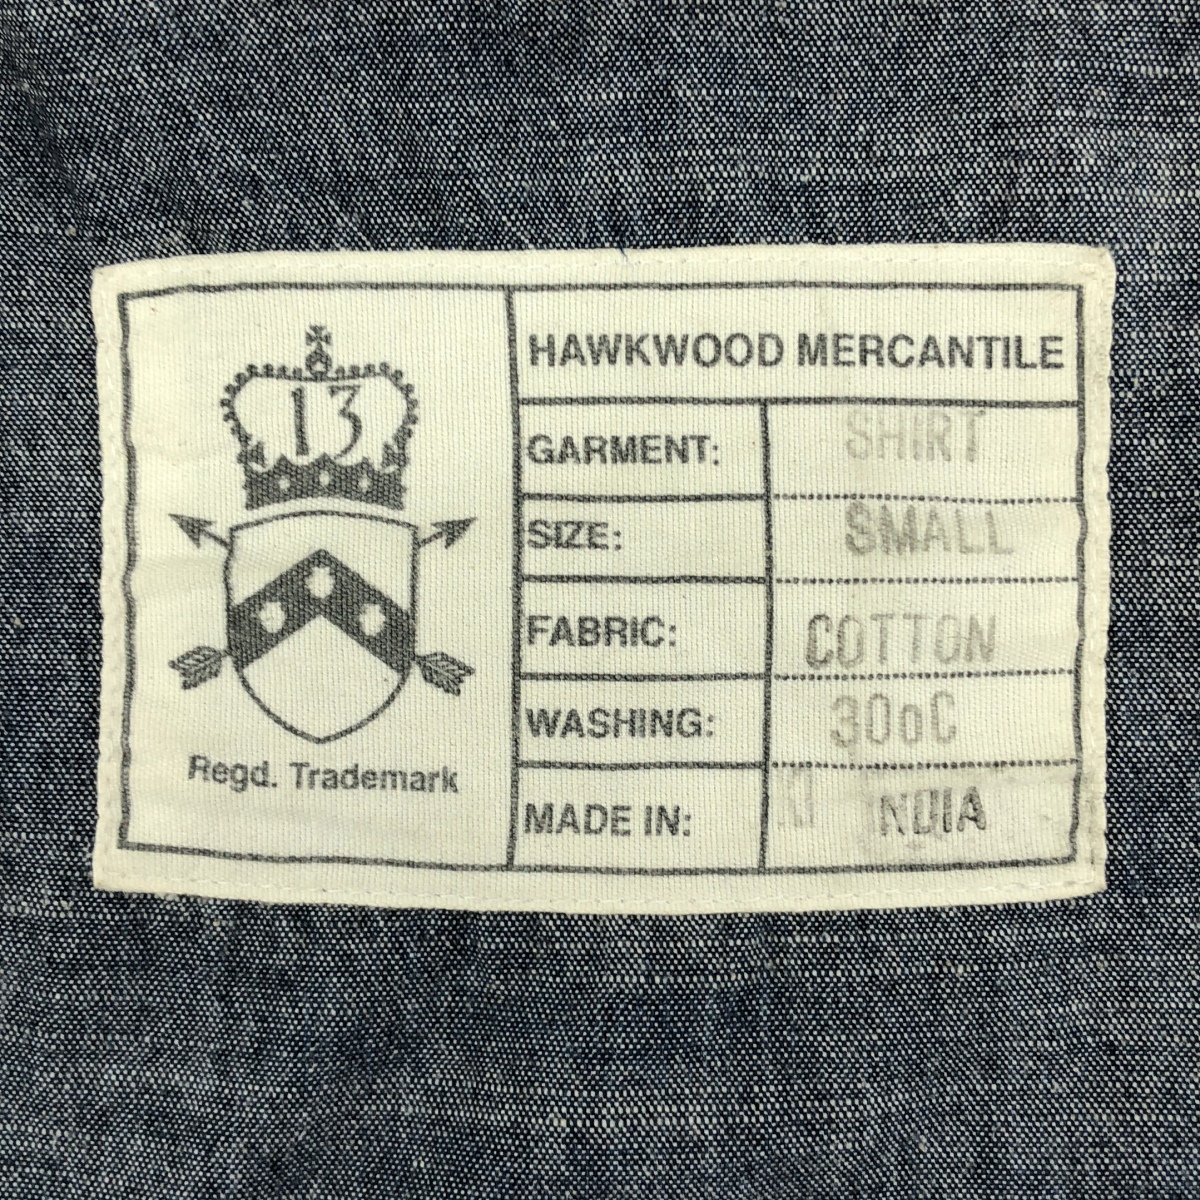 13
Regd. Trademark
HAWKWOOD MERCANTILE
GARMENT: SHIRT
SIZE: SMALL
FABRIC: COTTON
WASHING: 30oC
MADE IN: INDIA